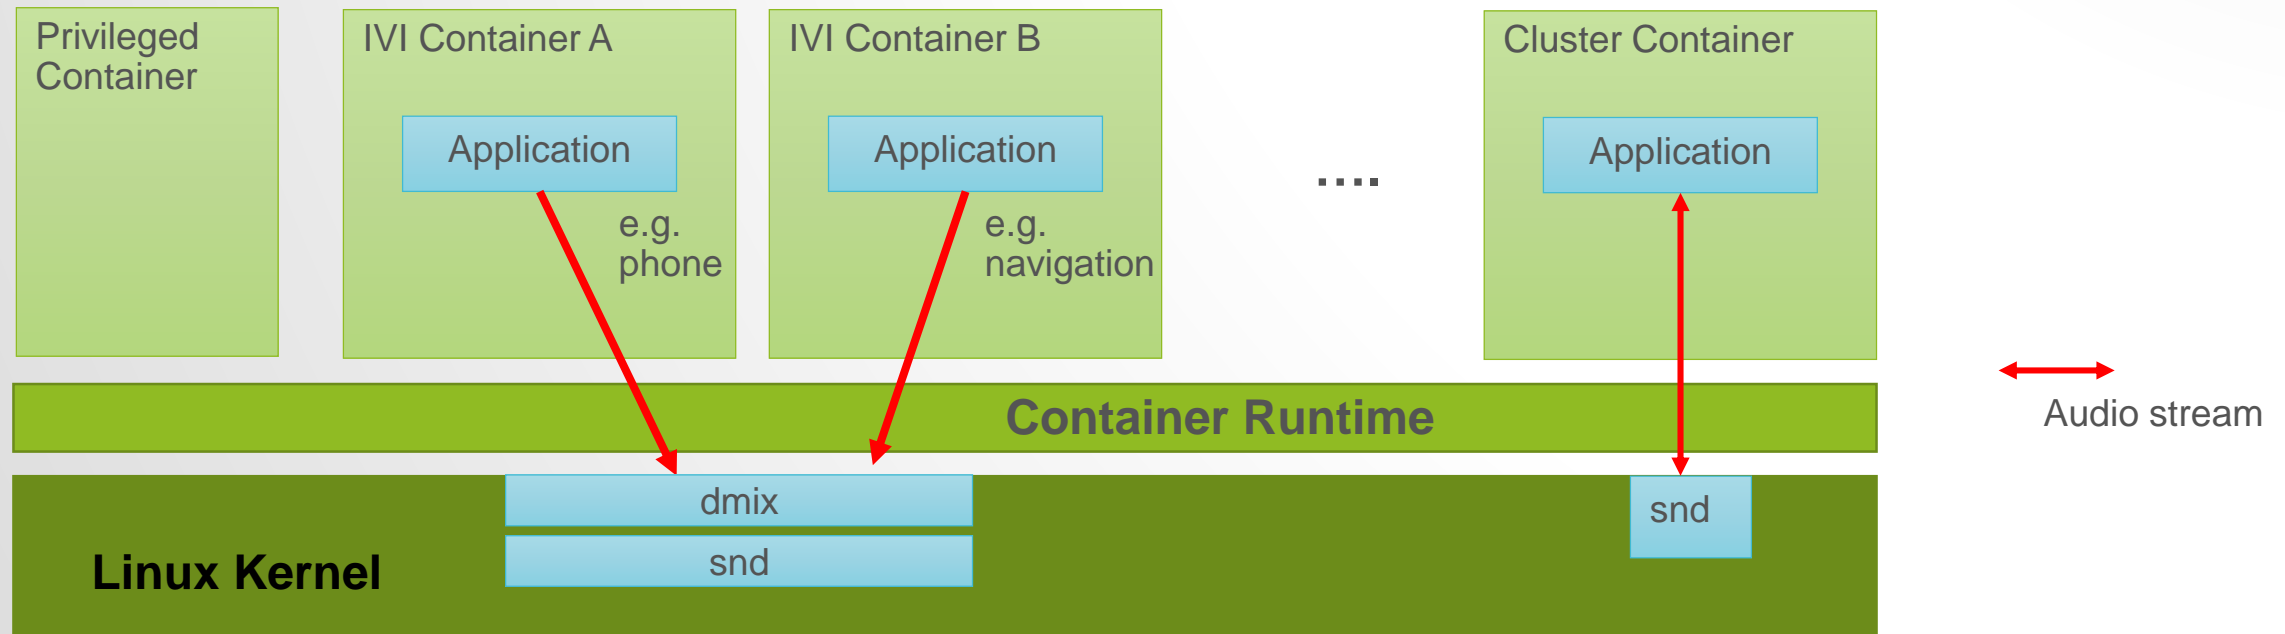 Privileged
Container
IVI Container A
Application
e.g.
phone
IVI Container B
Application
e.g.
navigation
....
Cluster Container
Application
Container Runtime
Audio stream
dmix
snd
snd
Linux Kernel